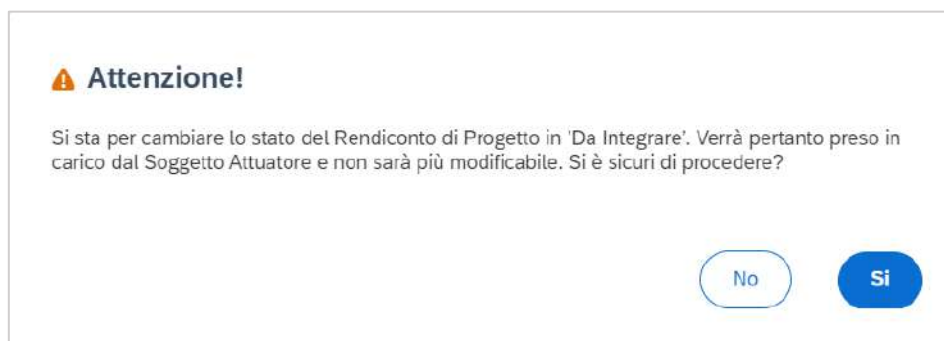 Attenzione!
Si sta per cambiare lo stato del Rendiconto di Progetto in 'Da Integrare'. Verrà pertanto preso in
carico dal Soggetto Attuatore e non sarà più modificabile. Si è sicuri di procedere?
No
Si